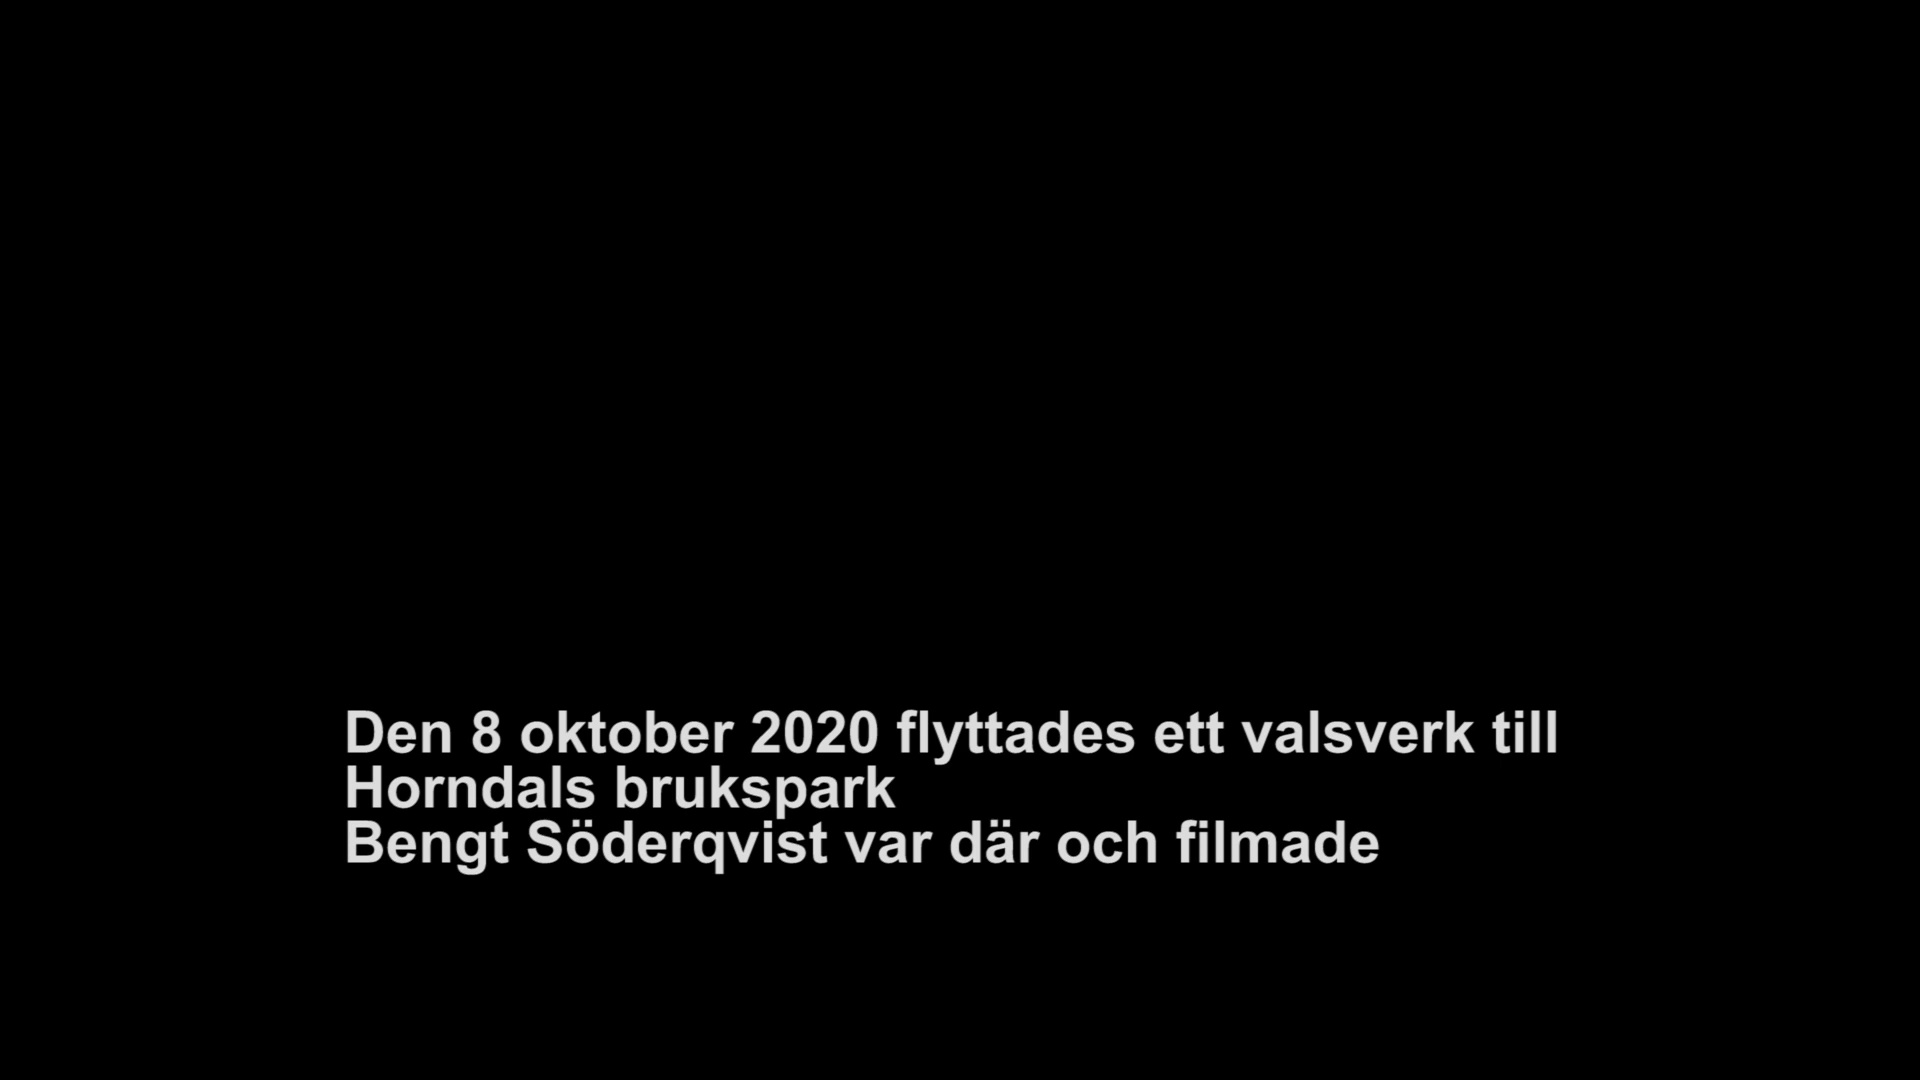 Den 8 oktober 2020 flyttades ett valsverk till
Horndals brukspark
Bengt Söderqvist var där och filmade